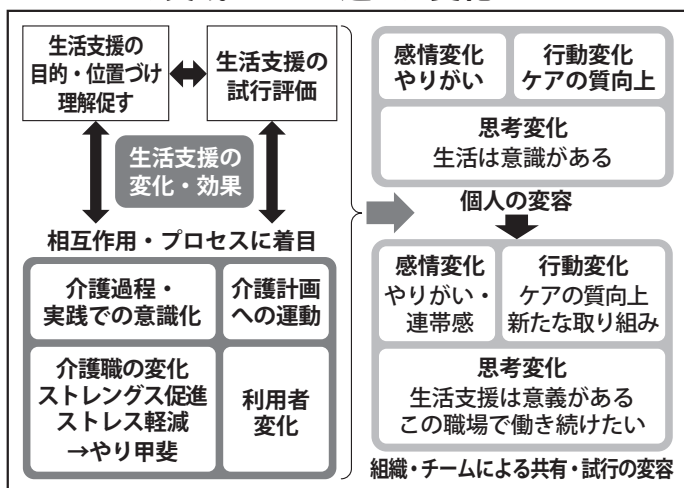 生活支援の
目的・位置づけ
理解促す
生活支援の
試行評価
生活支援の
変化・効果
相互作用・プロセスに着目
介護過程・
実践での意識化
介護計画
への運動
介護職の変化
ストレングス促進
ストレス軽減
→やり甲斐
利用者
変化
感情変化
やりがい
行動変化
ケアの質向上
思考変化
生活は意識がある
個人の変容
感情変化
やりがい・
連帯感
行動変化
ケアの質向上
新たな取り組み
思考変化
生活支援は意義がある
この職場で働き続けたい
組織・チームによる共有・試行の変容